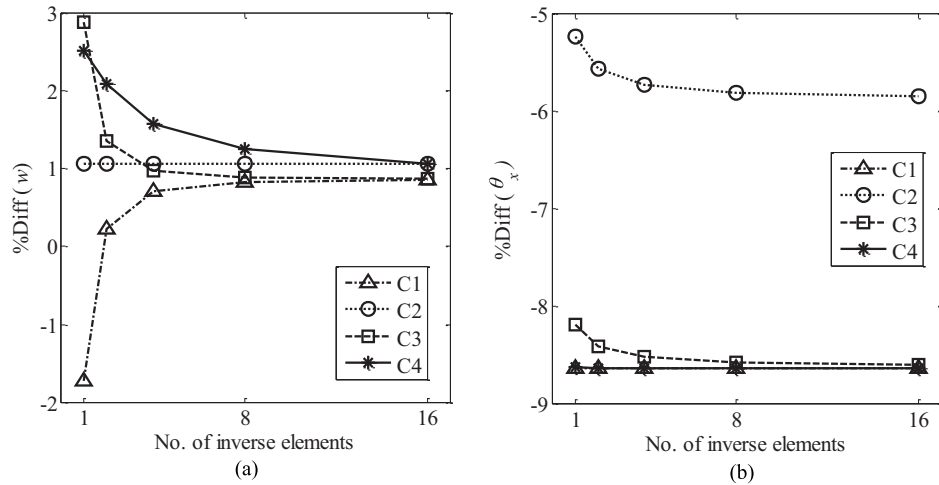 3
2
1
0
-1
-2
%Diff (w)
C1
C2
C3
C4
1
8
16
No. of inverse elements
(a)
-5
-6
-7
-8
-9
%Diff (θx)
C1
C2
C3
C4
1
8
16
No. of inverse elements
(b)